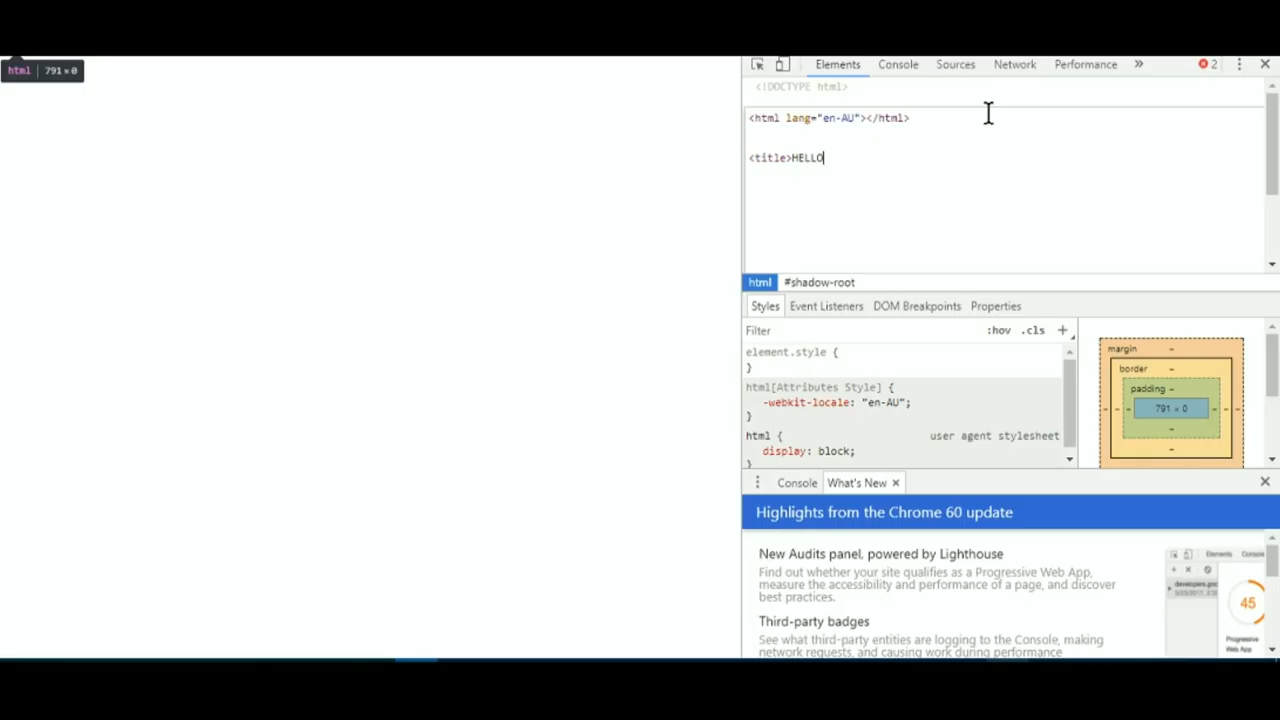 html 791×0
Elements Console Sources Network Performance » 2
<!DOCTYPE html>
<html lang="en-AU"></html>
<title>HELLO
html #shadow-root
Styles Event Listeners DOM Breakpoints Properties
Filter :hov .cls +
element.style {
}
html[Attributes Style] {
-webkit-locale: "en-AU";
}
html { user agent stylesheet
display: block;
}
margin -
border -
padding -
- - - 791 × 0 - - -
-
-
Console What's New ×
Highlights from the Chrome 60 update
New Audits panel, powered by Lighthouse
Find out whether your site qualifies as a Progressive Web App,
measure the accessibility and performance of a page, and discover
best practices.
Third-party badges
See what third-party entities are logging to the Console, making
network requests, and causing work during performance
Elements Console
45
Progressive
Web App